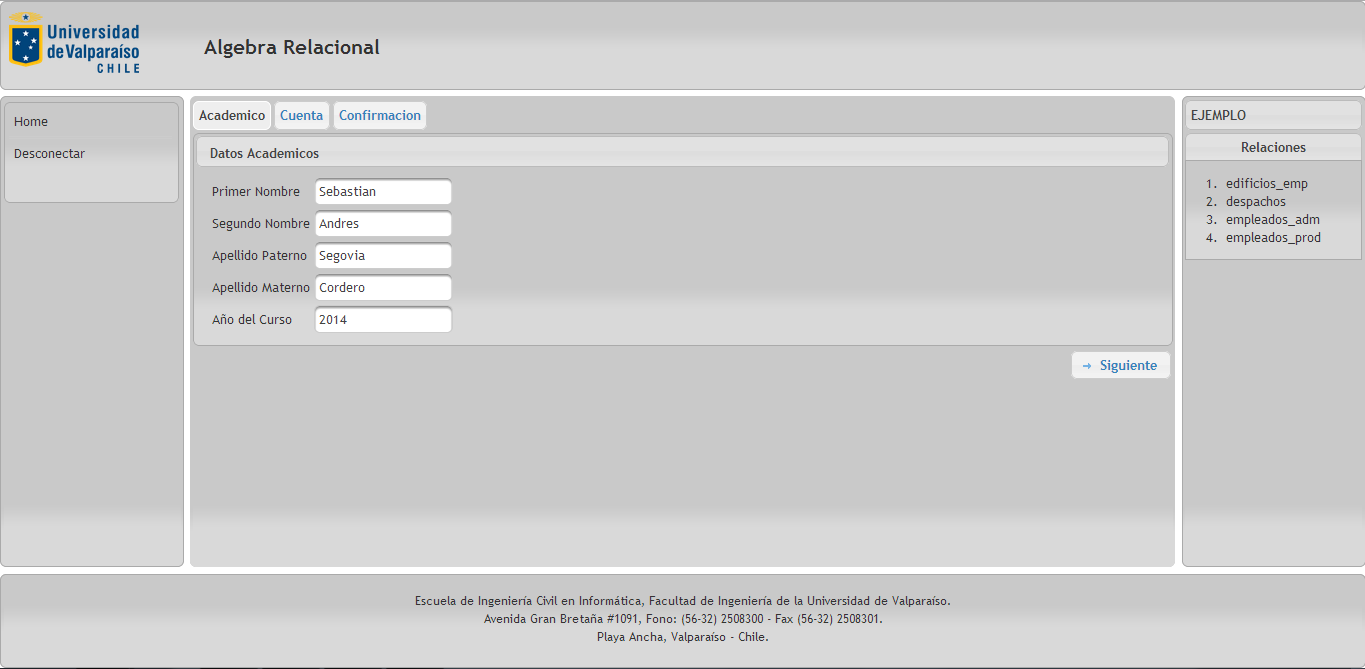 Universidad
de Valparaíso
CHILE
Algebra Relacional
Home
Desconectar
Academico Cuenta Confirmacion
Datos Academicos
Primer Nombre Sebastian
Segundo Nombre Andres
Apellido Paterno Segovia
Apellido Materno Cordero
Año del Curso 2014
→ Siguiente
EJEMPLO
Relaciones
1. edificios_emp
2. despachos
3. empleados_adm
4. empleados_prod
Escuela de Ingeniería Civil en Informática, Facultad de Ingeniería de la Universidad de Valparaíso.
Avenida Gran Bretaña #1091, Fono: (56-32) 2508300 - Fax (56-32) 2508301.
Playa Ancha, Valparaíso - Chile.